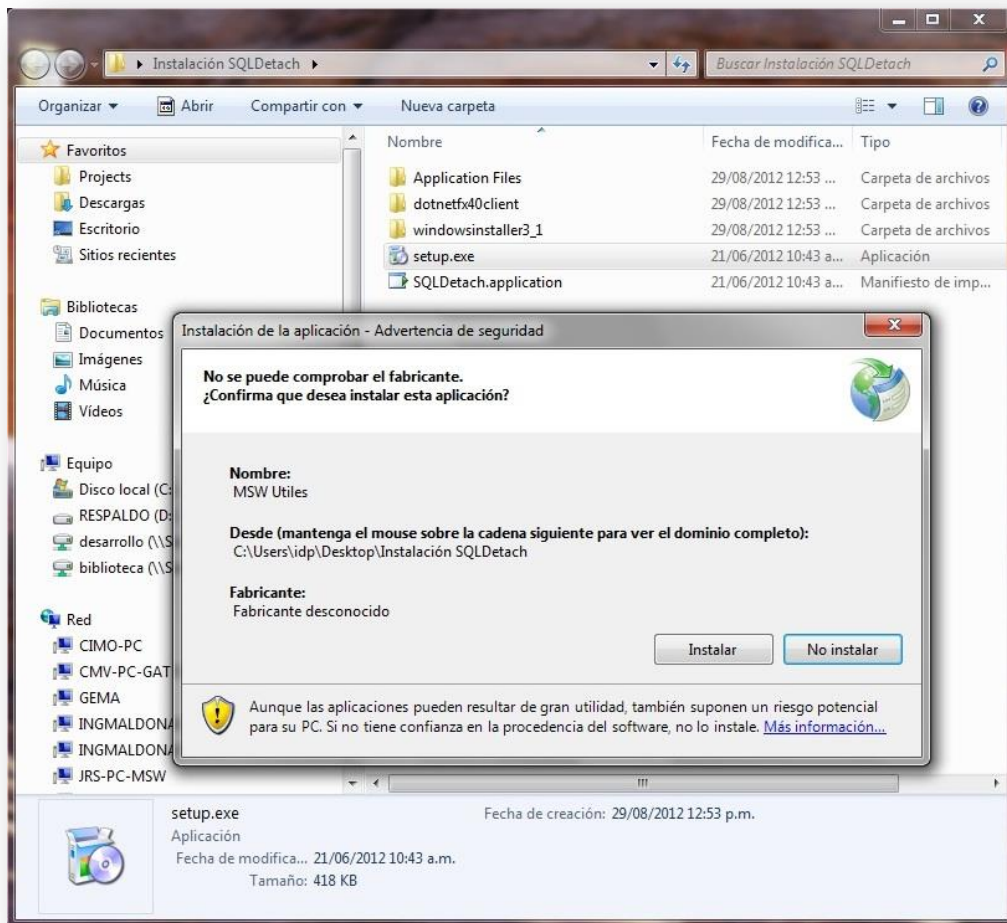 Instalación SQLDetach
Buscar Instalación SQLDetach
Organizar
Abrir
Compartir con
Nueva carpeta
Favoritos
Projects
Descargas
Escritorio
Sitios recientes
Bibliotecas
Documentos
Imágenes
Música
Vídeos
Equipo
Disco local (C:
RESPALDO (D:
desarrollo (\\S
biblioteca (\\S
Red
CIMO-PC
CMV-PC-GAT
GEMA
INGMALDONA
INGMALDONA
JRS-PC-MSW
Nombre Fecha de modifica... Tipo
Application Files 29/08/2012 12:53 ... Carpeta de archivos
dotnetfx40client 29/08/2012 12:53 ... Carpeta de archivos
windowsinstaller3_1 29/08/2012 12:53 ... Carpeta de archivos
setup.exe 21/06/2012 10:43 a... Aplicación
SQLDetach.application 21/06/2012 10:43 a... Manifiesto de imp...
Instalación de la aplicación - Advertencia de seguridad
No se puede comprobar el fabricante.
¿Confirma que desea instalar esta aplicación?
Nombre:
MSW Utiles
Desde (mantenga el mouse sobre la cadena siguiente para ver el dominio completo):
C:\Users\idp\Desktop\Instalación SQLDetach
Fabricante:
Fabricante desconocido
Instalar
No instalar
Aunque las aplicaciones pueden resultar de gran utilidad, también suponen un riesgo potencial
para su PC. Si no tiene confianza en la procedencia del software, no lo instale. Más información...
setup.exe Fecha de creación: 29/08/2012 12:53 p.m.
Aplicación
Fecha de modifica... 21/06/2012 10:43 a.m.
Tamaño: 418 KB